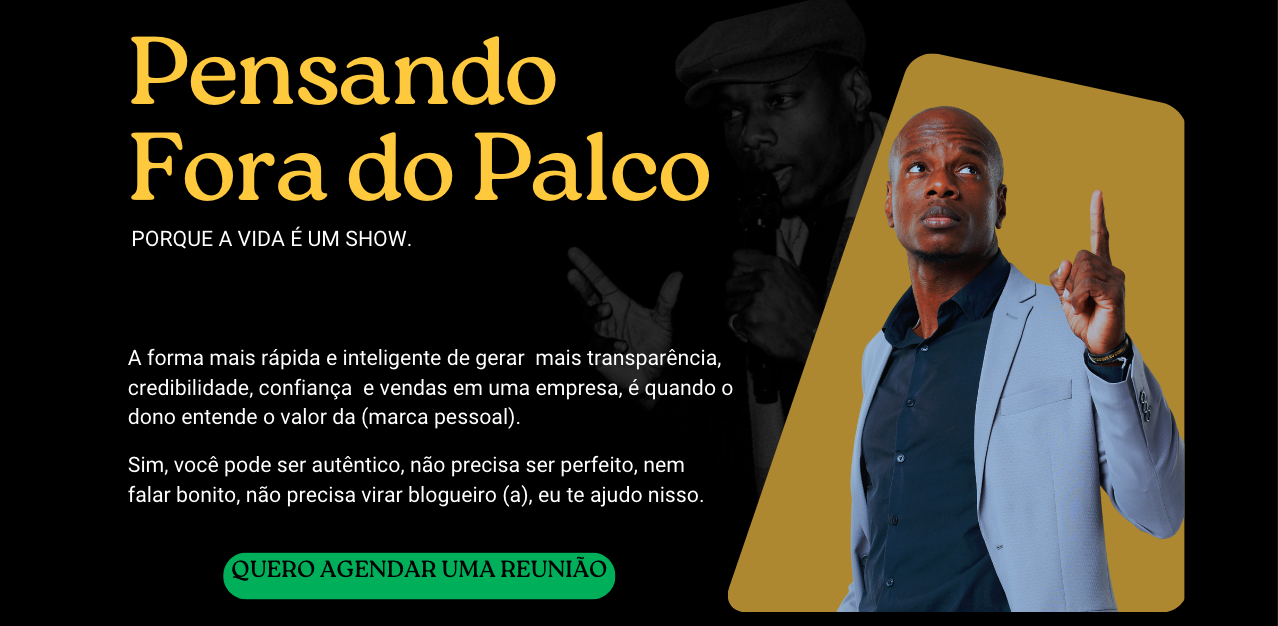 Pensando
Fora do Palco
PORQUE A VIDA É UM SHOW.
A forma mais rápida e inteligente de gerar  mais transparência,
credibilidade, confiança  e vendas em uma empresa, é quando o
dono entende o valor da (marca pessoal).
Sim, você pode ser autêntico, não precisa ser perfeito, nem
falar bonito, não precisa virar blogueiro (a), eu te ajudo nisso.
QUERO AGENDAR UMA REUNIÃO